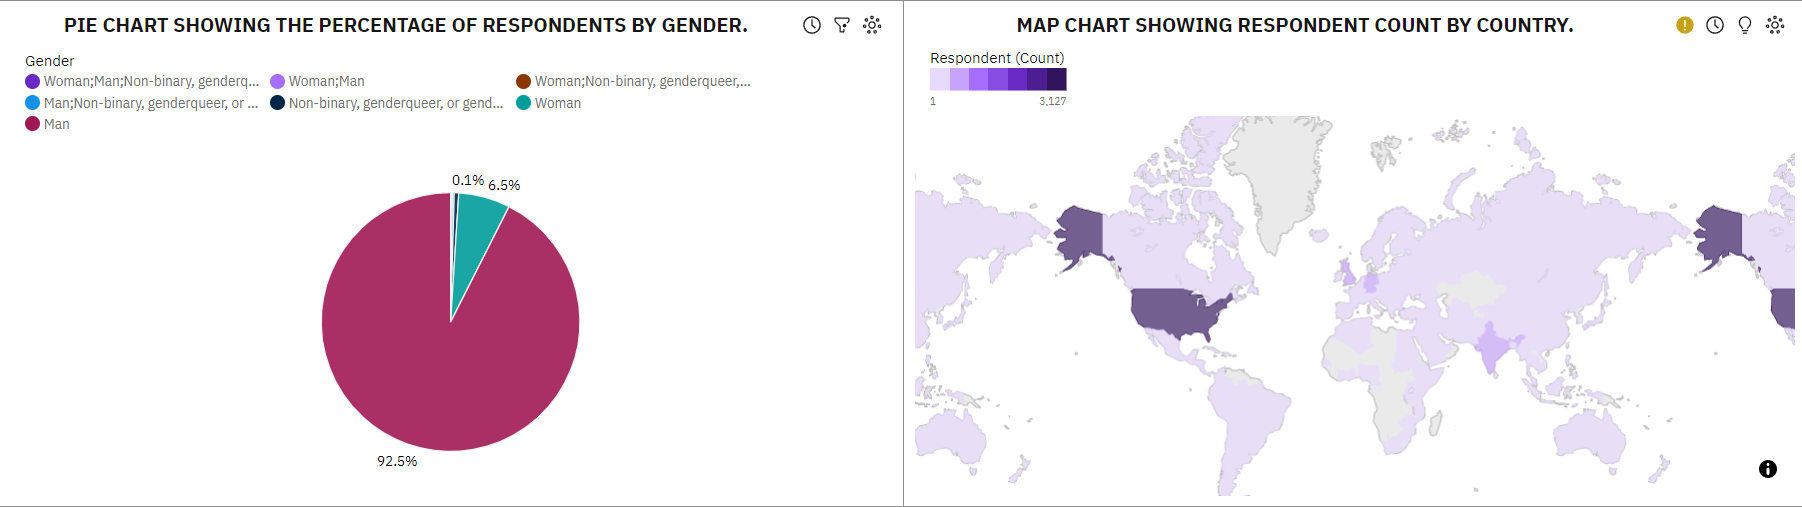 PIE CHART SHOWING THE PERCENTAGE OF RESPONDENTS BY GENDER.
Gender
Woman;Man;Non-binary, genderq...
Woman;Man
Woman;Non-binary, genderqueer,...
Man;Non-binary, genderqueer, or ...
Non-binary, genderqueer, or gend...
Woman
Man
0.1%
6.5%
92.5%
MAP CHART SHOWING RESPONDENT COUNT BY COUNTRY.
Respondent (Count)
1
3,127